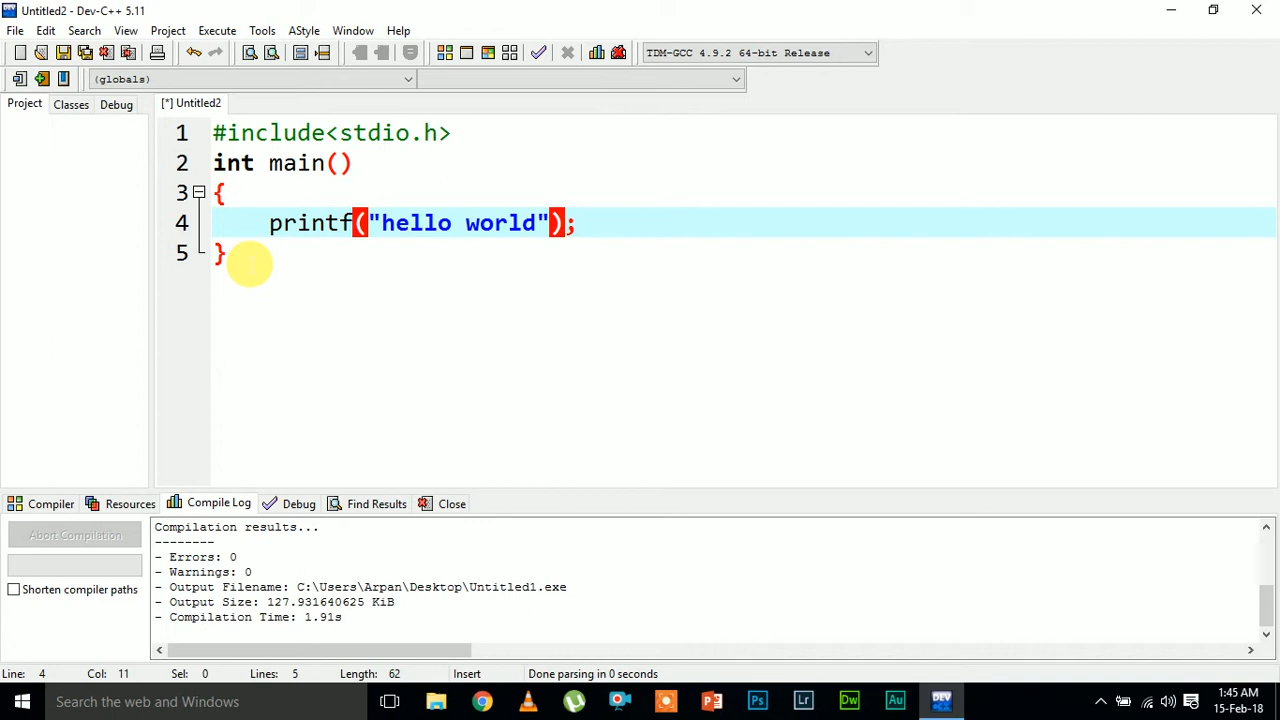 Untitled2 - Dev-C++ 5.11
File Edit Search View Project Execute Tools AStyle Window Help
TDM-GCC 4.9.2 64-bit Release
(globals)
Project Classes Debug [*] Untitled2
1 #include<stdio.h>
2 int main()
3 {
4 printf("hello world");
5 }
Compiler Resources Compile Log Debug Find Results Close
Abort Compilation
Shorten compiler paths
Compilation results...
--------
- Errors: 0
- Warnings: 0
- Output Filename: C:\Users\Arpan\Desktop\Untitled1.exe
- Output Size: 127.931640625 KiB
- Compilation Time: 1.91s
Line: 4 Col: 11 Sel: 0 Lines: 5 Length: 62 Insert Done parsing in 0 seconds
Search the web and Windows
Ps Lr Dw Au DEV
1:45 AM
15-Feb-18